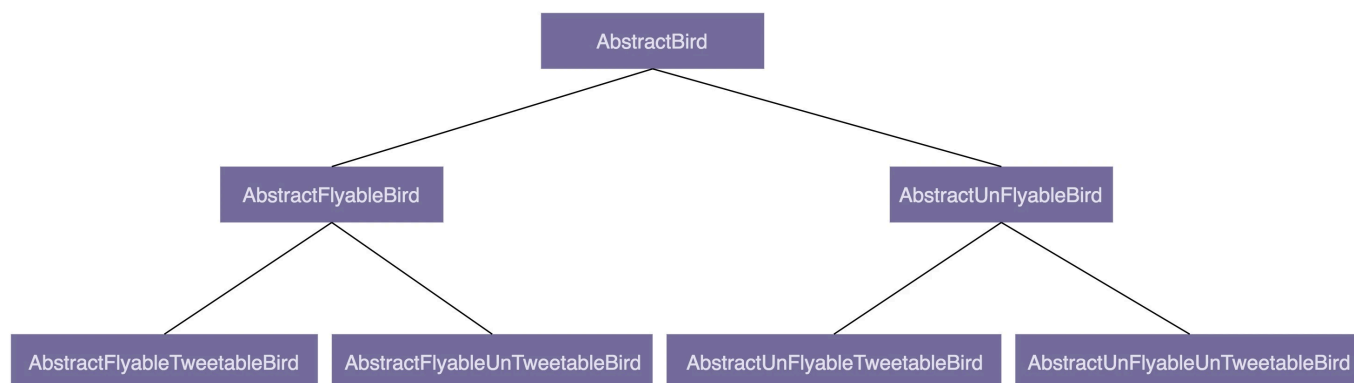 AbstractBird
AbstractFlyableBird
AbstractUnFlyableBird
AbstractFlyableTweetableBird
AbstractFlyableUnTweetableBird
AbstractUnFlyableTweetableBird
AbstractUnFlyableUnTweetableBird